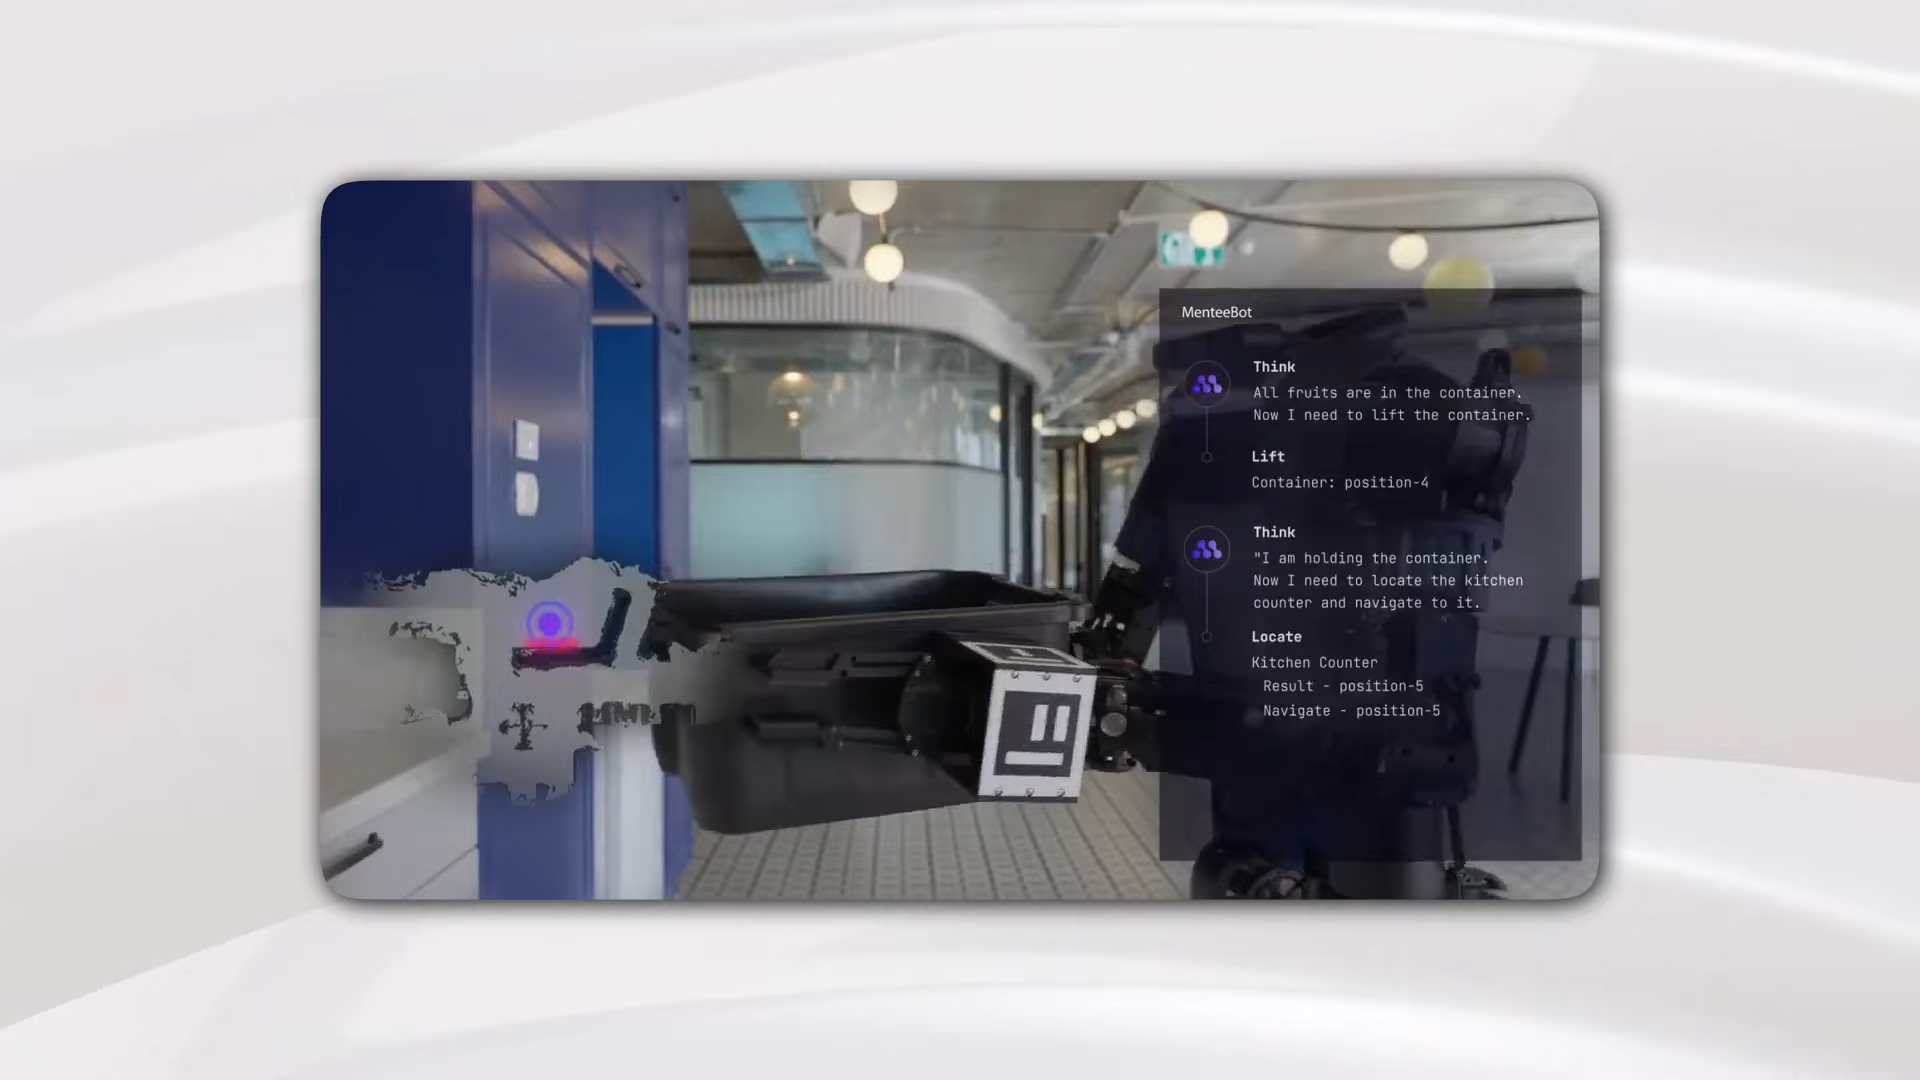 MenteeBot
Think
All fruits are in the container.
Now I need to lift the container.
Lift
Container: position-4
Think
"I am holding the container.
Now I need to locate the kitchen
counter and navigate to it.
Locate
Kitchen Counter
Result - position-5
Navigate - position-5